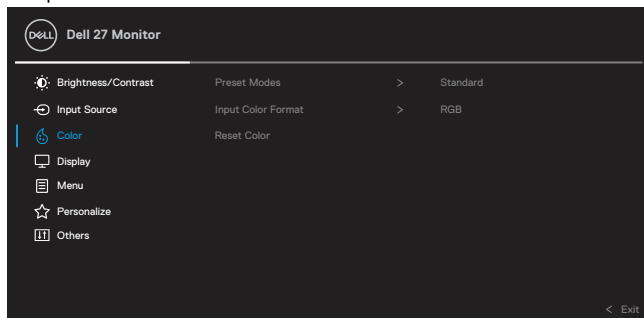 DELL Dell 27 Monitor
Brightness/Contrast Preset Modes > Standard
Input Source Input Color Format > RGB
Color Reset Color
Display
Menu
Personalize
Others
< Exit